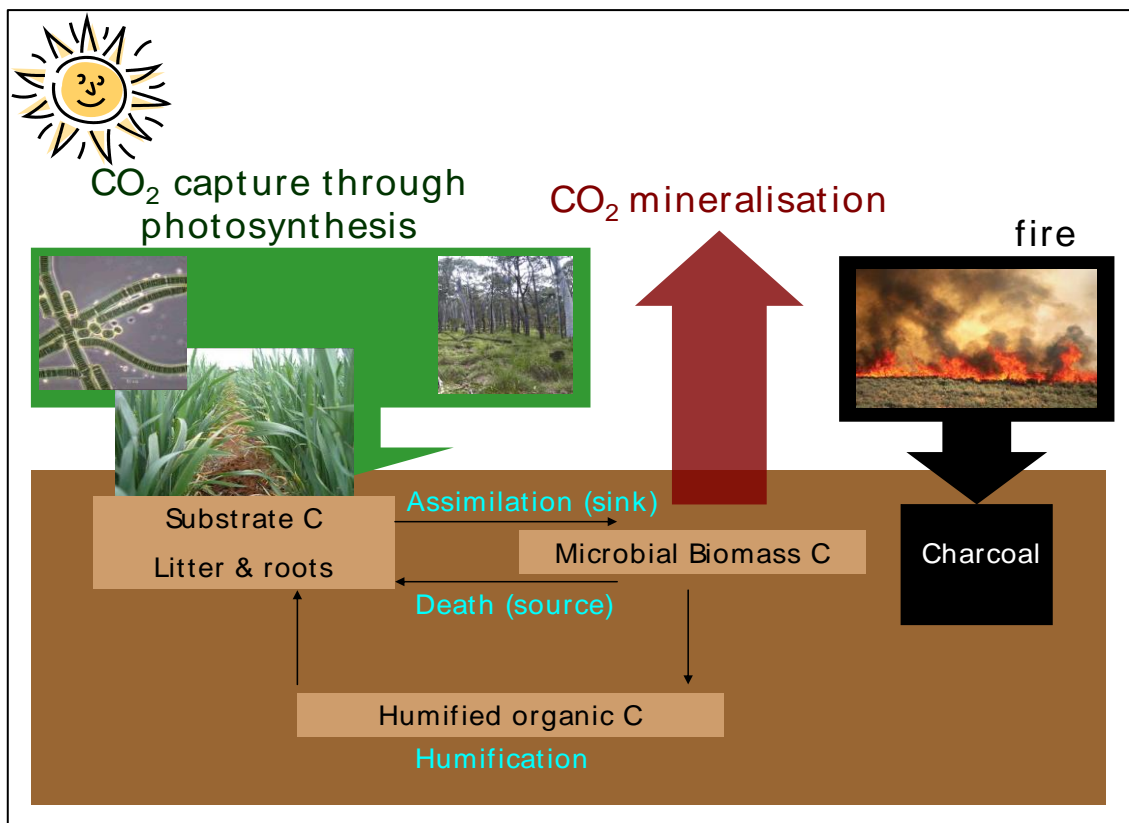 CO₂ capture through
photosynthesis
CO₂ mineralisation
fire
Assimilation (sink)
Substrate C
Litter & roots
Microbial Biomass C
Charcoal
Death (source)
Humified organic C
Humification